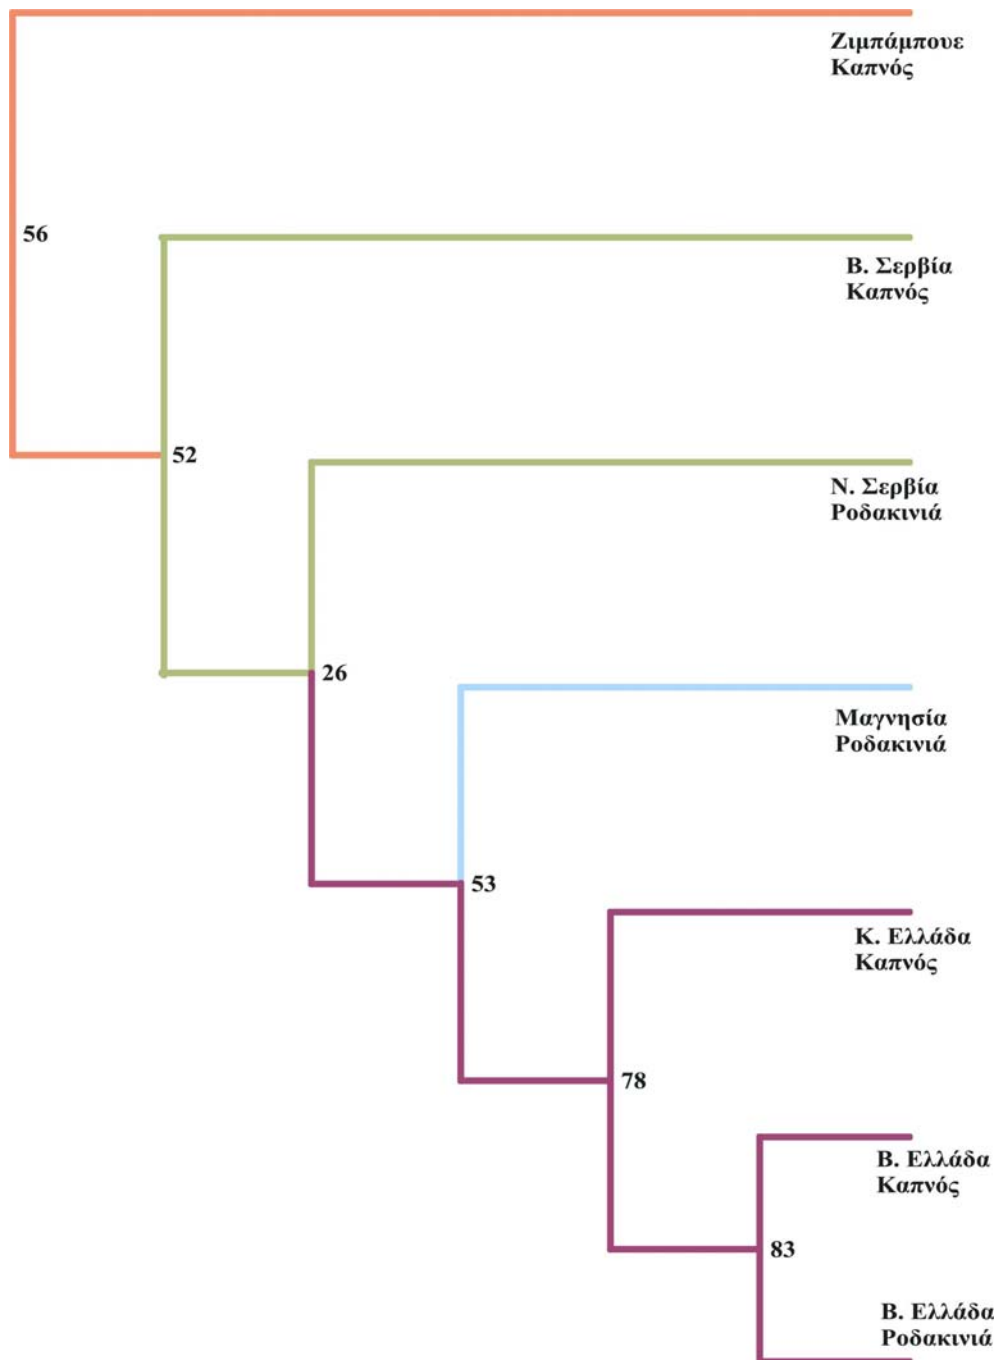 Ζιμπάμπουε
Καπνός
56
Β. Σερβία
Καπνός
52
Ν. Σερβία
Ροδακινιά
26
Μαγνησία
Ροδακινιά
53
Κ. Ελλάδα
Καπνός
78
Β. Ελλάδα
Καπνός
83
Β. Ελλάδα
Ροδακινιά